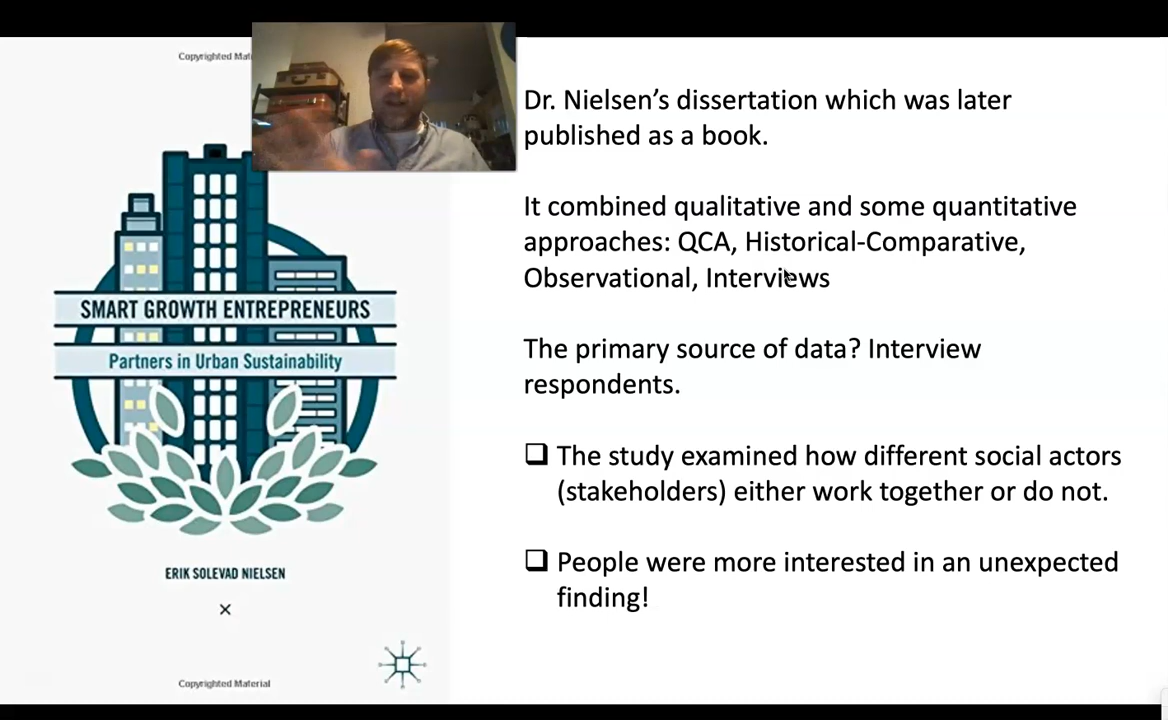 Copyrighted Mat
SMART GROWTH ENTREPRENEURS
Partners in Urban Sustainability
ERIK SOLEVAD NIELSEN
Copyrighted Material
Dr. Nielsen’s dissertation which was later
published as a book.
It combined qualitative and some quantitative
approaches: QCA, Historical-Comparative,
Observational, Interviews
The primary source of data? Interview
respondents.
The study examined how different social actors
(stakeholders) either work together or do not.
People were more interested in an unexpected
finding!